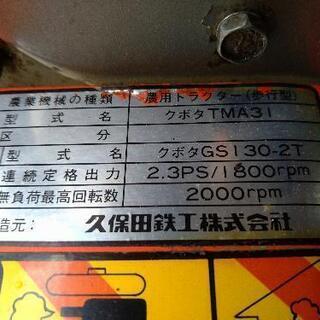 農業機械の種類 農用トラクター(歩行型)
型式名 クボタTMA31
区分
型式名 クボタGS130-2T
連続定格出力 2.3PS/1800rpm
無負荷最高回転数 2000rpm
造元: 久保田鉄工株式会社